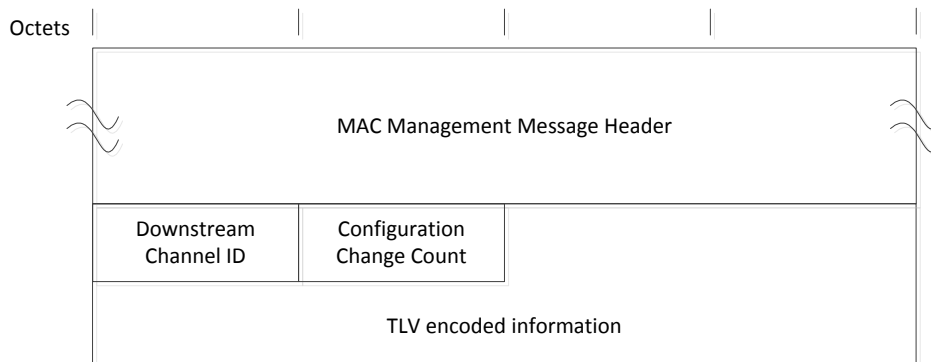 Octets
MAC Management Message Header
Downstream
Channel ID
Configuration
Change Count
TLV encoded information